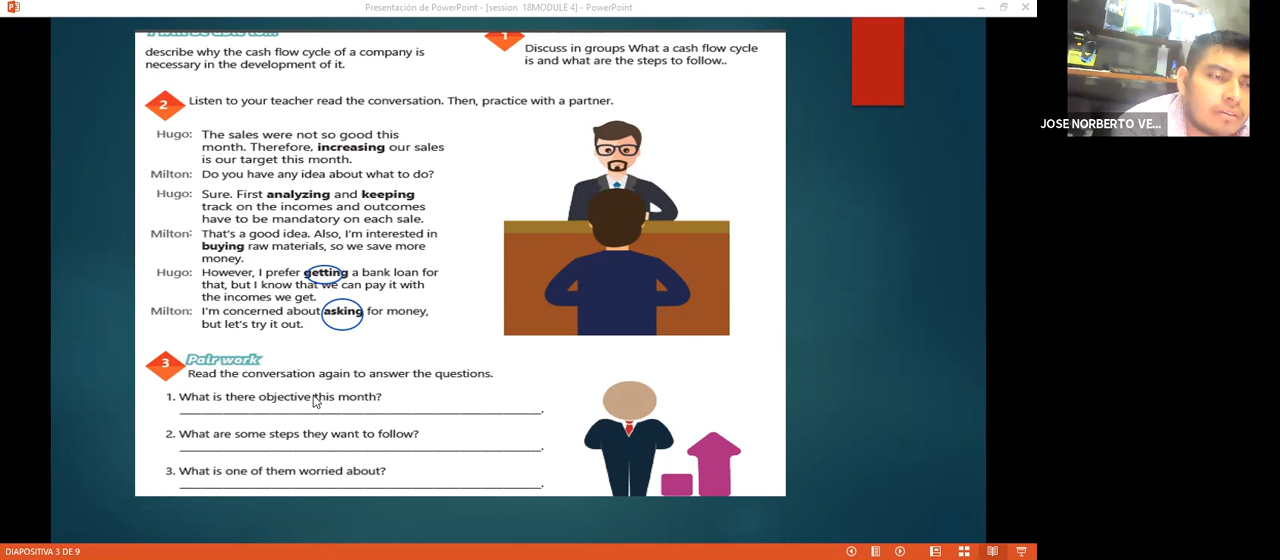 Presentación de PowerPoint - [session 18MODULE 4] - PowerPoint
describe why the cash flow cycle of a company is
necessary in the development of it.
1
Discuss in groups What a cash flow cycle
is and what are the steps to follow..
2
Listen to your teacher read the conversation. Then, practice with a partner.
Hugo: The sales were not so good this
month. Therefore, increasing our sales
is our target this month.
Milton: Do you have any idea about what to do?
Hugo: Sure. First analyzing and keeping
track on the incomes and outcomes
have to be mandatory on each sale.
Milton: That's a good idea. Also, I'm interested in
buying raw materials, so we save more
money.
Hugo: However, I prefer getting a bank loan for
that, but I know that we can pay it with
the incomes we get.
Milton: I'm concerned about asking for money,
but let's try it out.
3 Pair work
Read the conversation again to answer the questions.
1. What is there objective this month?
2. What are some steps they want to follow?
3. What is one of them worried about?
JOSE NORBERTO VE...
DIAPOSITIVA 3 DE 9